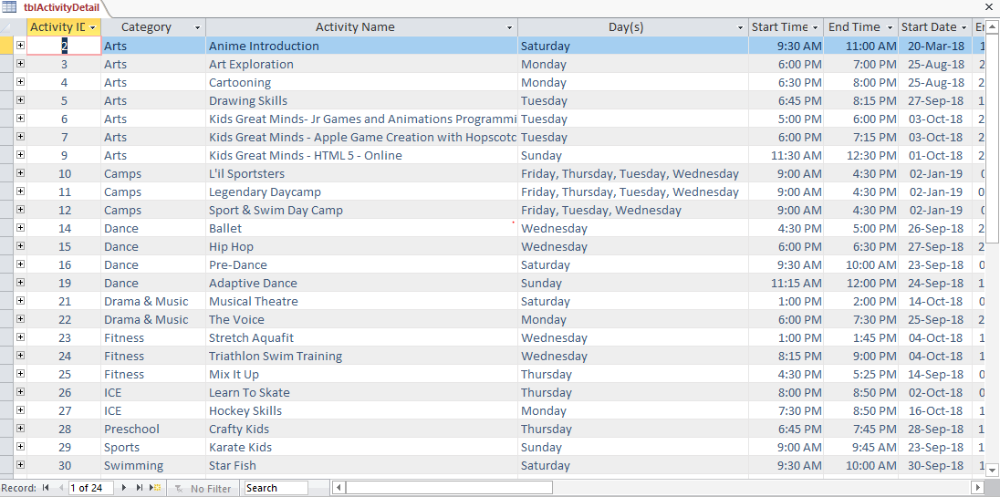 tblActivityDetail
Activity ID Category Activity Name Day(s) Start Time End Time Start Date
2 Arts Anime Introduction Saturday 9:30 AM 11:00 AM 20-Mar-18 1
3 Arts Art Exploration Monday 6:00 PM 7:00 PM 25-Aug-18 2
4 Arts Cartooning Monday 6:30 PM 8:00 PM 25-Aug-18 2
5 Arts Drawing Skills Tuesday 6:45 PM 8:15 PM 27-Sep-18 1
6 Arts Kids Great Minds- Jr Games and Animations Programmi Tuesday 5:00 PM 6:00 PM 03-Oct-18 2
7 Arts Kids Great Minds - Apple Game Creation with Hopscotc Tuesday 6:00 PM 7:15 PM 03-Oct-18 2
9 Arts Kids Great Minds - HTML 5 - Online Sunday 11:30 AM 12:30 PM 01-Oct-18 2
10 Camps L'il Sportsters Friday, Thursday, Tuesday, Wednesday 9:00 AM 4:30 PM 02-Jan-19 0
11 Camps Legendary Daycamp Friday, Thursday, Tuesday, Wednesday 9:00 AM 4:30 PM 02-Jan-19 0
12 Camps Sport & Swim Day Camp Friday, Tuesday, Wednesday 9:00 AM 4:30 PM 02-Jan-19 0
14 Dance Ballet Wednesday 4:30 PM 5:00 PM 26-Sep-18 2
15 Dance Hip Hop Wednesday 6:00 PM 6:30 PM 27-Sep-18 2
16 Dance Pre-Dance Saturday 9:30 AM 10:00 AM 23-Sep-18 0
19 Dance Adaptive Dance Sunday 11:15 AM 12:00 PM 24-Sep-18 1
21 Drama & Music Musical Theatre Saturday 1:00 PM 2:00 PM 14-Oct-18 0
22 Drama & Music The Voice Monday 6:00 PM 7:30 PM 25-Sep-18 2
23 Fitness Stretch Aquafit Wednesday 1:00 PM 1:45 PM 04-Oct-18 1
24 Fitness Triathlon Swim Training Wednesday 8:15 PM 9:00 PM 04-Oct-18 1
25 Fitness Mix It Up Thursday 4:30 PM 5:25 PM 14-Sep-18 0
26 ICE Learn To Skate Thursday 8:00 PM 8:50 PM 02-Oct-18 0
27 ICE Hockey Skills Monday 7:30 PM 8:50 PM 16-Oct-18 1
28 Preschool Crafty Kids Thursday 6:45 PM 7:45 PM 28-Sep-18 1
29 Sports Karate Kids Sunday 9:00 AM 9:45 AM 23-Sep-18 1
30 Swimming Star Fish Saturday 9:30 AM 10:00 AM 30-Sep-18 1
Record: 1 of 24 No Filter Search